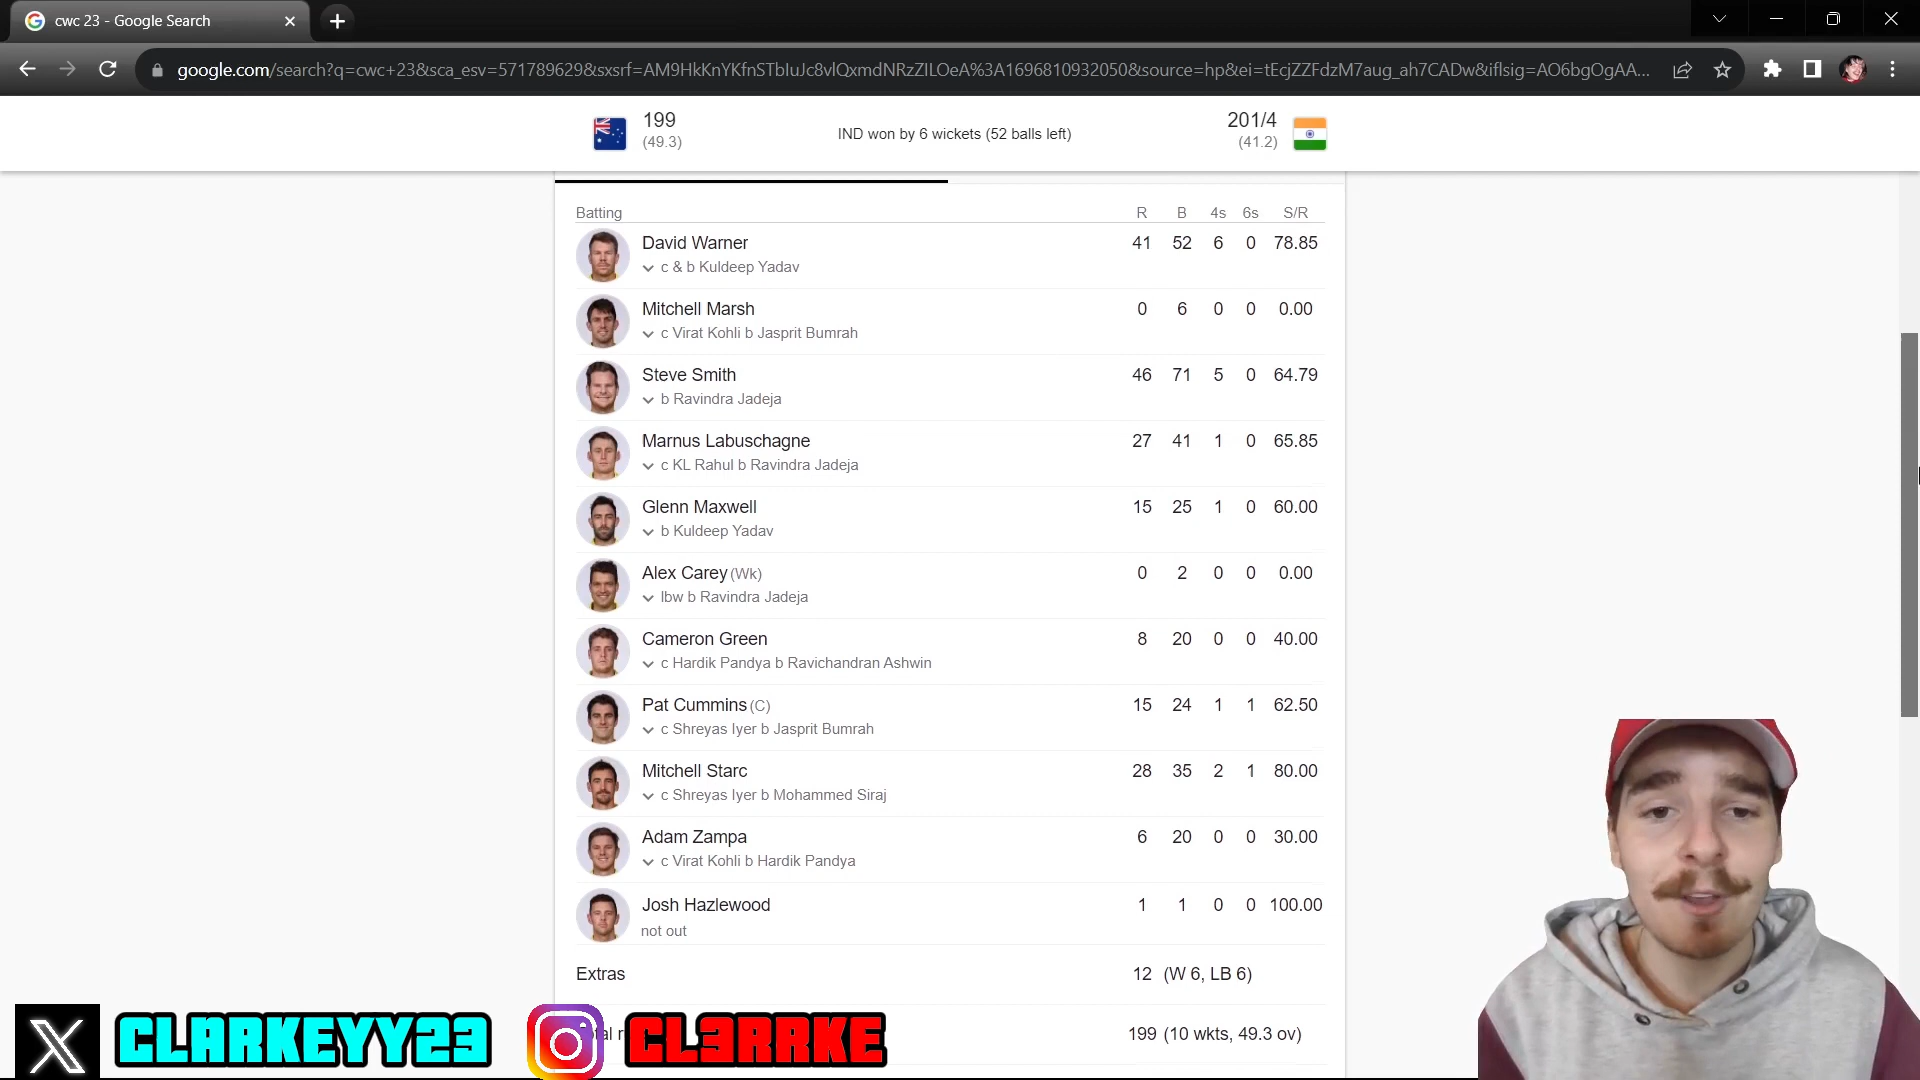 cwc 23 - Google Search
google.com/search?q=cwc+23&sca_esv=571789629&sxsrf=AM9HkKnYKfnSTbIuJc8vlQxmdNRzZILOeA%3A1696810932050&source=hp&ei=tEcjZZFdzM7aug_ah7CADw&iflsig=AO6bgOgAA...
199
(49.3)
IND won by 6 wickets (52 balls left)
201/4
(41.2)
Batting R B 4s 6s S/R
David Warner 41 52 6 0 78.85
c & b Kuldeep Yadav
Mitchell Marsh 0 6 0 0 0.00
c Virat Kohli b Jasprit Bumrah
Steve Smith 46 71 5 0 64.79
b Ravindra Jadeja
Marnus Labuschagne 27 41 1 0 65.85
c KL Rahul b Ravindra Jadeja
Glenn Maxwell 15 25 1 0 60.00
b Kuldeep Yadav
Alex Carey (Wk) 0 2 0 0 0.00
lbw b Ravindra Jadeja
Cameron Green 8 20 0 0 40.00
c Hardik Pandya b Ravichandran Ashwin
Pat Cummins (C) 15 24 1 1 62.50
c Shreyas Iyer b Jasprit Bumrah
Mitchell Starc 28 35 2 1 80.00
c Shreyas Iyer b Mohammed Siraj
Adam Zampa 6 20 0 0 30.00
c Virat Kohli b Hardik Pandya
Josh Hazlewood 1 1 0 0 100.00
not out
Extras 12 (W 6, LB 6)
199 (10 wkts, 49.3 ov)
X CLARKEYY23 CL3RRKE